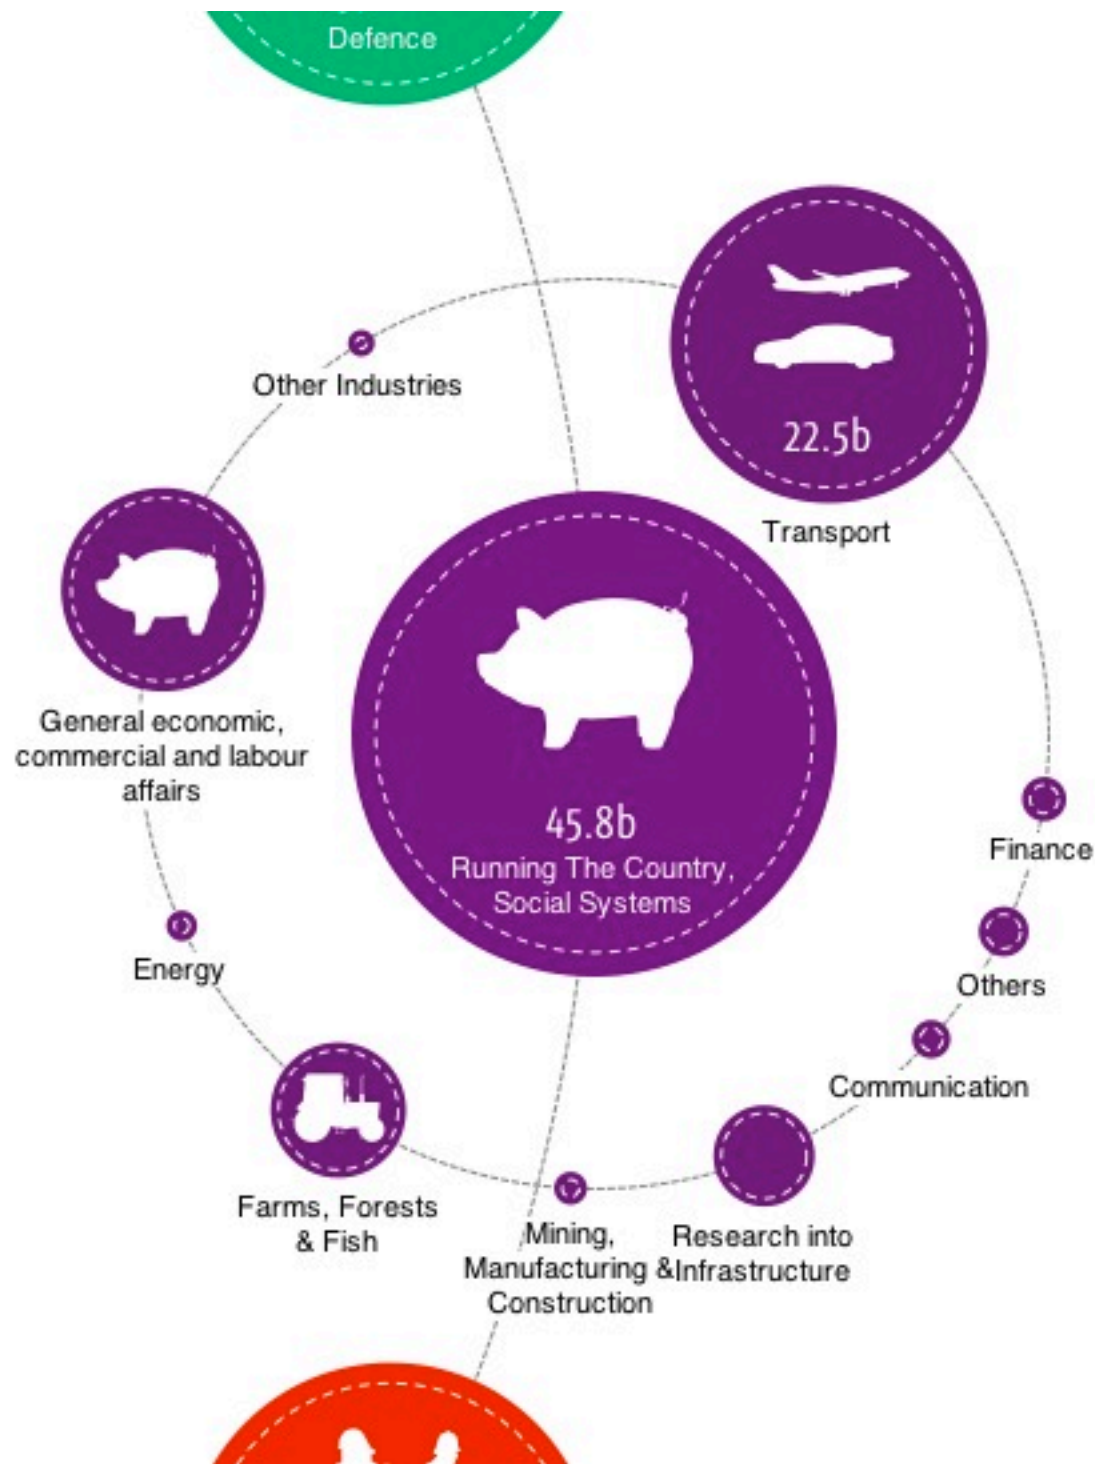 Defence
Other Industries
22.5b
Transport
General economic,
commercial and labour
affairs
45.8b
Running The Country,
Social Systems
Finance
Others
Energy
Communication
Farms, Forests
& Fish
Mining,
Manufacturing &
Construction
Research into
Infrastructure